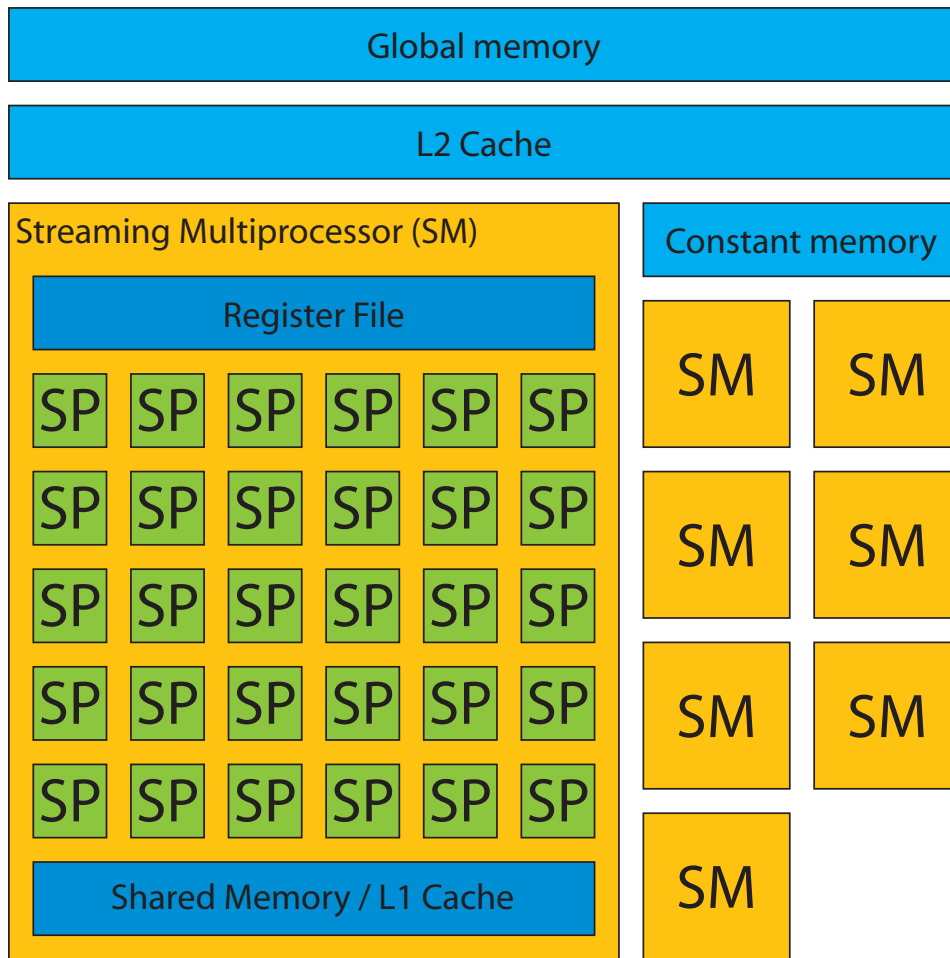 Global memory
L2 Cache
Streaming Multiprocessor (SM)
Constant memory
Register File
SM SM
SP SP SP SP SP SP
SP SP SP SP SP SP
SM SM
SP SP SP SP SP SP
SP SP SP SP SP SP
SM SM
SP SP SP SP SP SP
Shared Memory / L1 Cache
SM